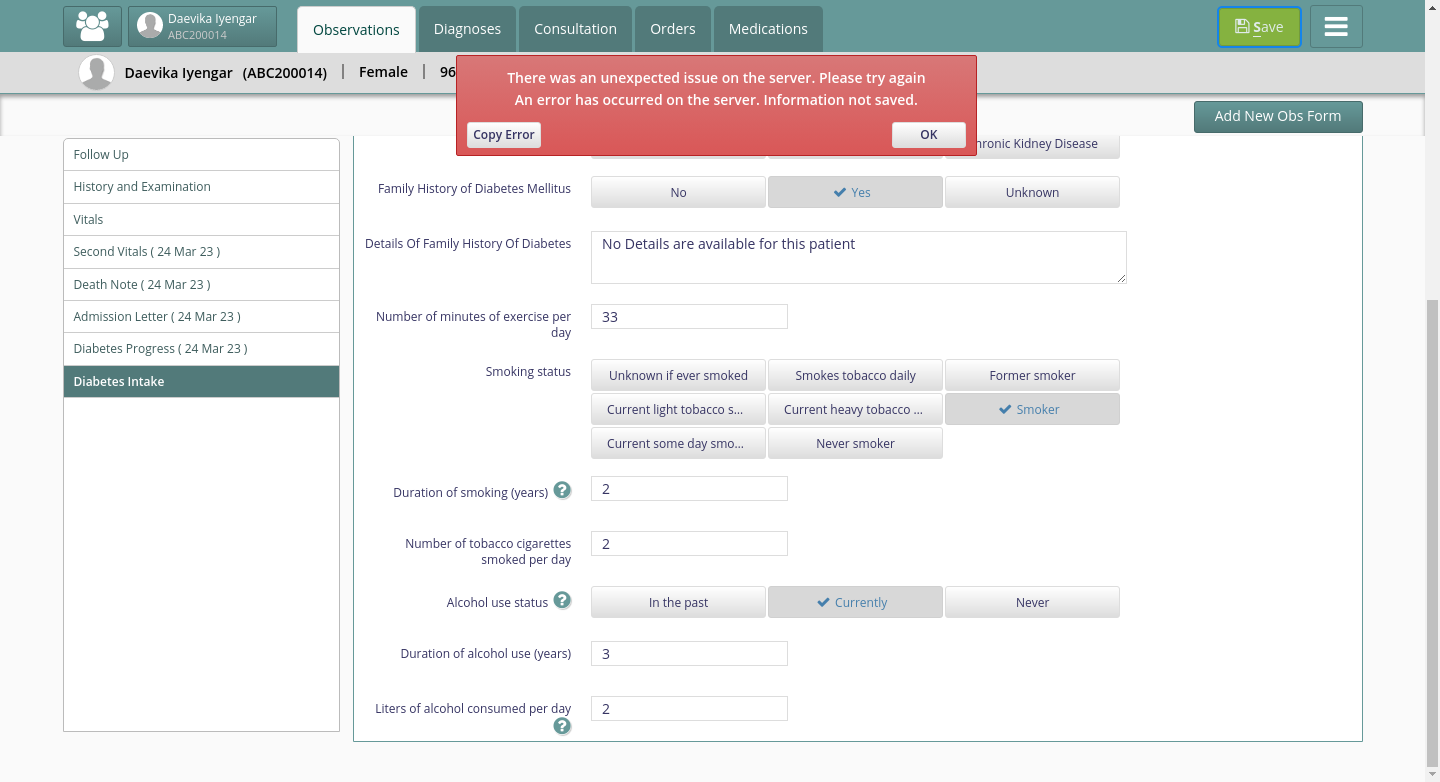 Daevika Iyengar
ABC200014
Observations
Diagnoses
Consultation
Orders
Medications
Save
Daevika Iyengar (ABC200014) | Female | 96
There was an unexpected issue on the server. Please try again
An error has occurred on the server. Information not saved.
Copy Error
OK
Add New Obs Form
Follow Up
History and Examination
Vitals
Second Vitals ( 24 Mar 23 )
Death Note ( 24 Mar 23 )
Admission Letter ( 24 Mar 23 )
Diabetes Progress ( 24 Mar 23 )
Diabetes Intake
Kidney Disease
Family History of Diabetes Mellitus
No
Yes
Unknown
Details Of Family History Of Diabetes
No Details are available for this patient
Number of minutes of exercise per
day
33
Smoking status
Unknown if ever smoked
Smokes tobacco daily
Former smoker
Current light tobacco s...
Current heavy tobacco ...
Smoker
Current some day smo...
Never smoker
Duration of smoking (years)
2
Number of tobacco cigarettes
smoked per day
2
Alcohol use status
In the past
Currently
Never
Duration of alcohol use (years)
3
Liters of alcohol consumed per day
2